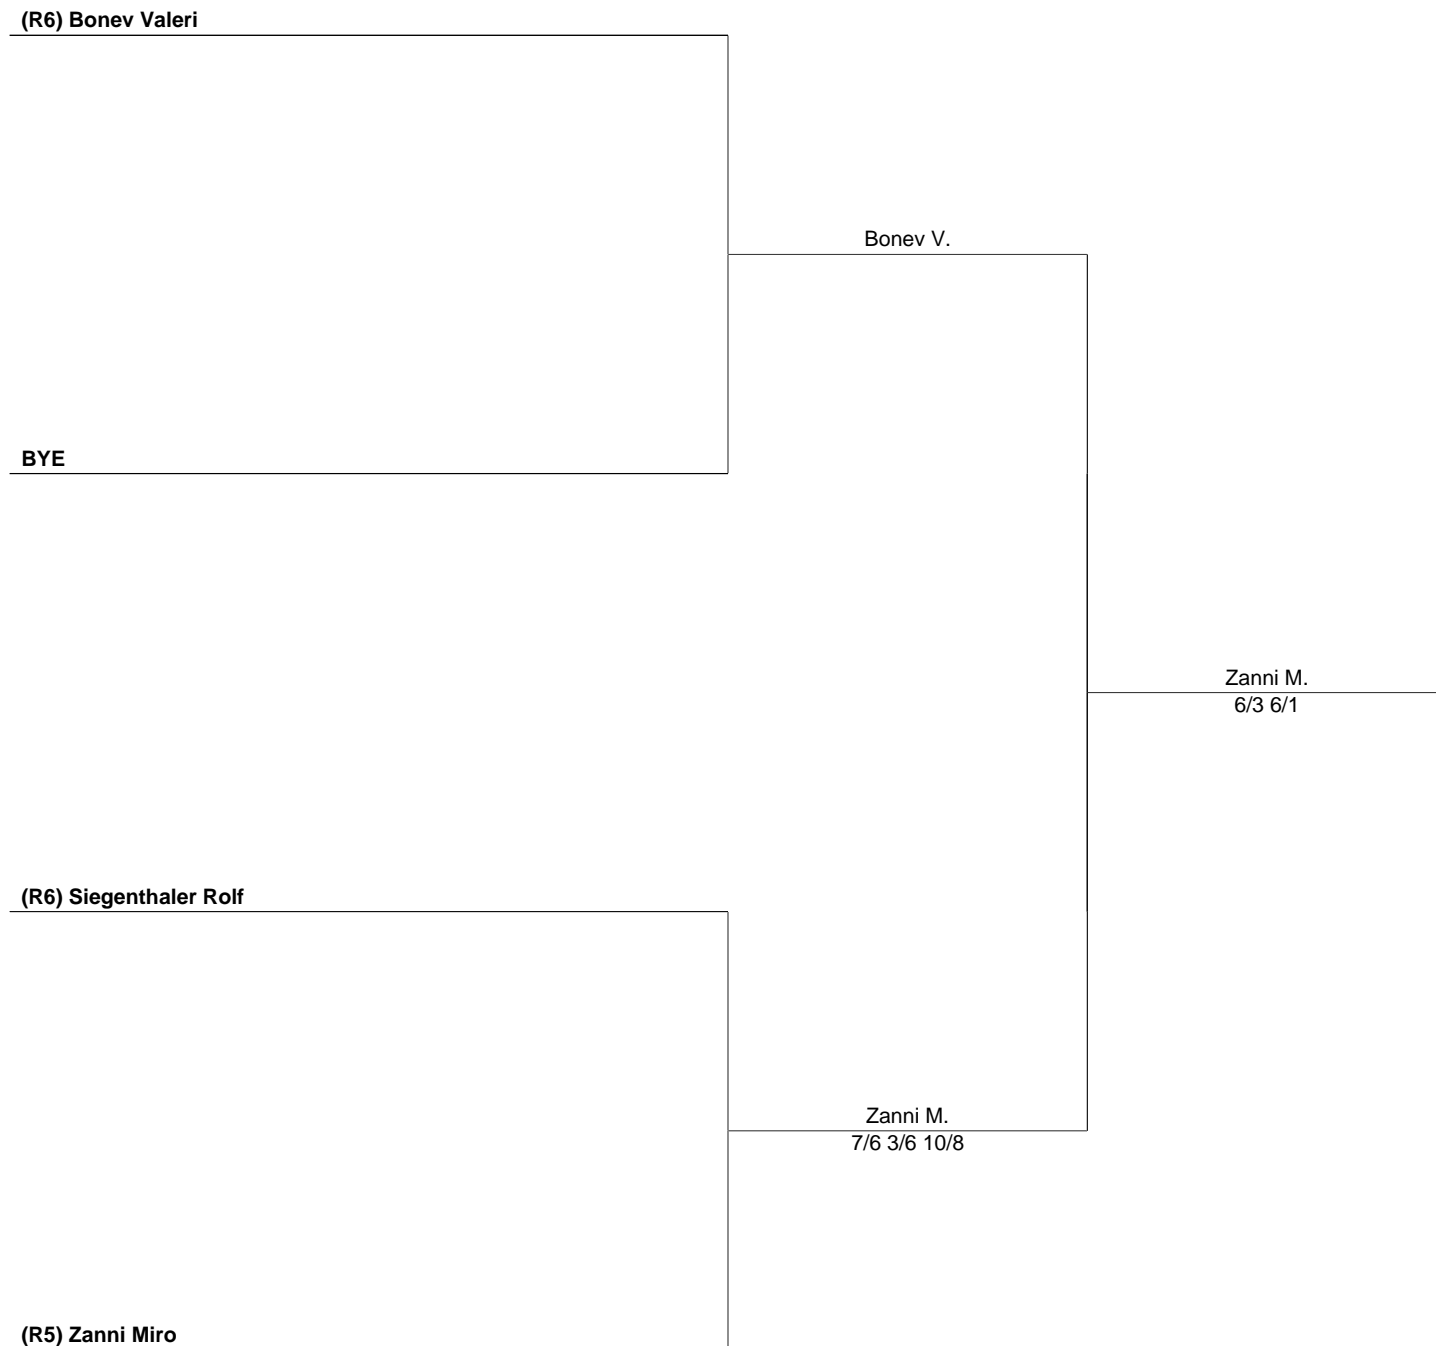 (R6) Bonev Valeri
Bonev V.
BYE
Zanni M.
6/3 6/1
(R6) Siegenthaler Rolf
Zanni M.
7/6 3/6 10/8
(R5) Zanni Miro